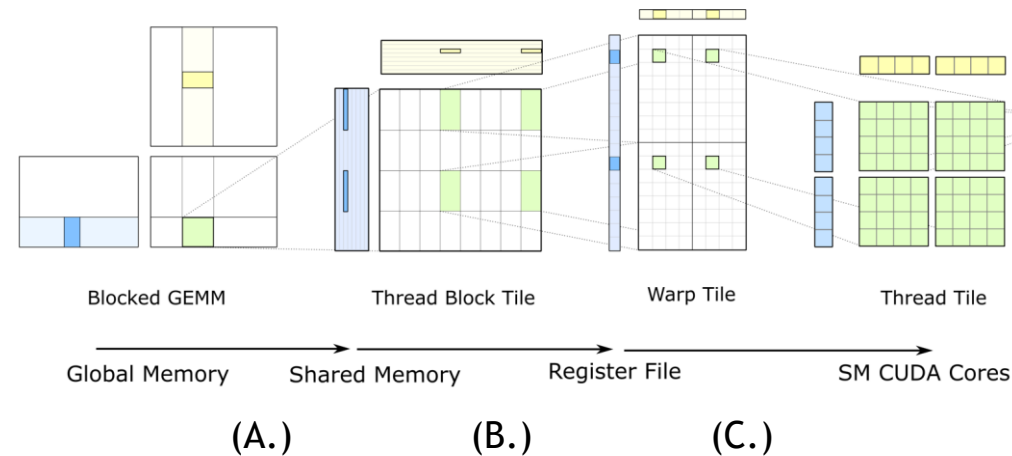 Blocked GEMM
Thread Block Tile
Warp Tile
Thread Tile
Global Memory
Shared Memory
Register File
SM CUDA Cores
(A.)
(B.)
(C.)